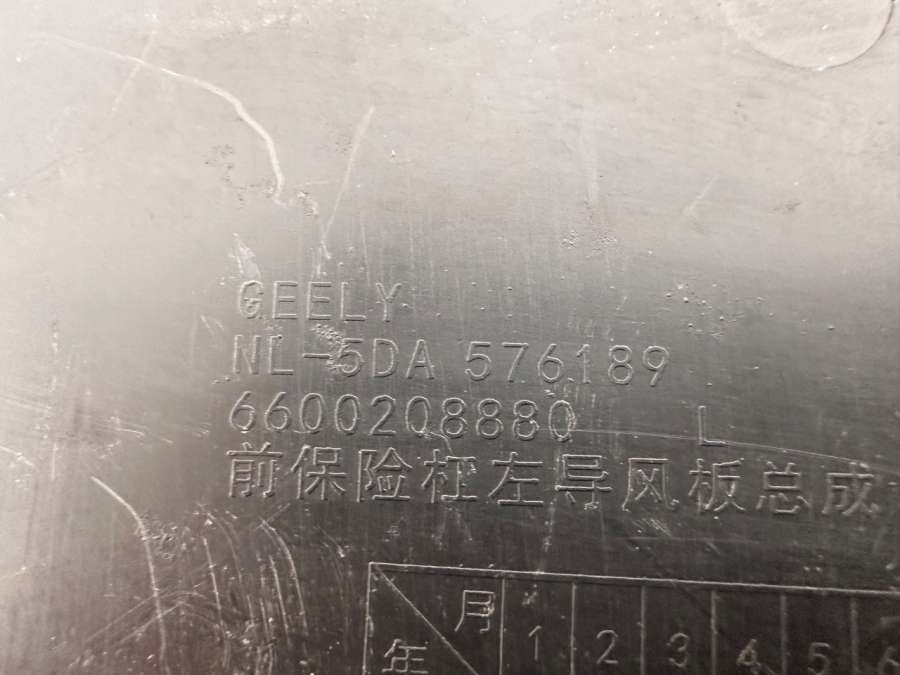 GEELY
NL-5DA 576189
6600208880 L
前保险杠左导风板总成
月 1 2 3 4 5 6
年